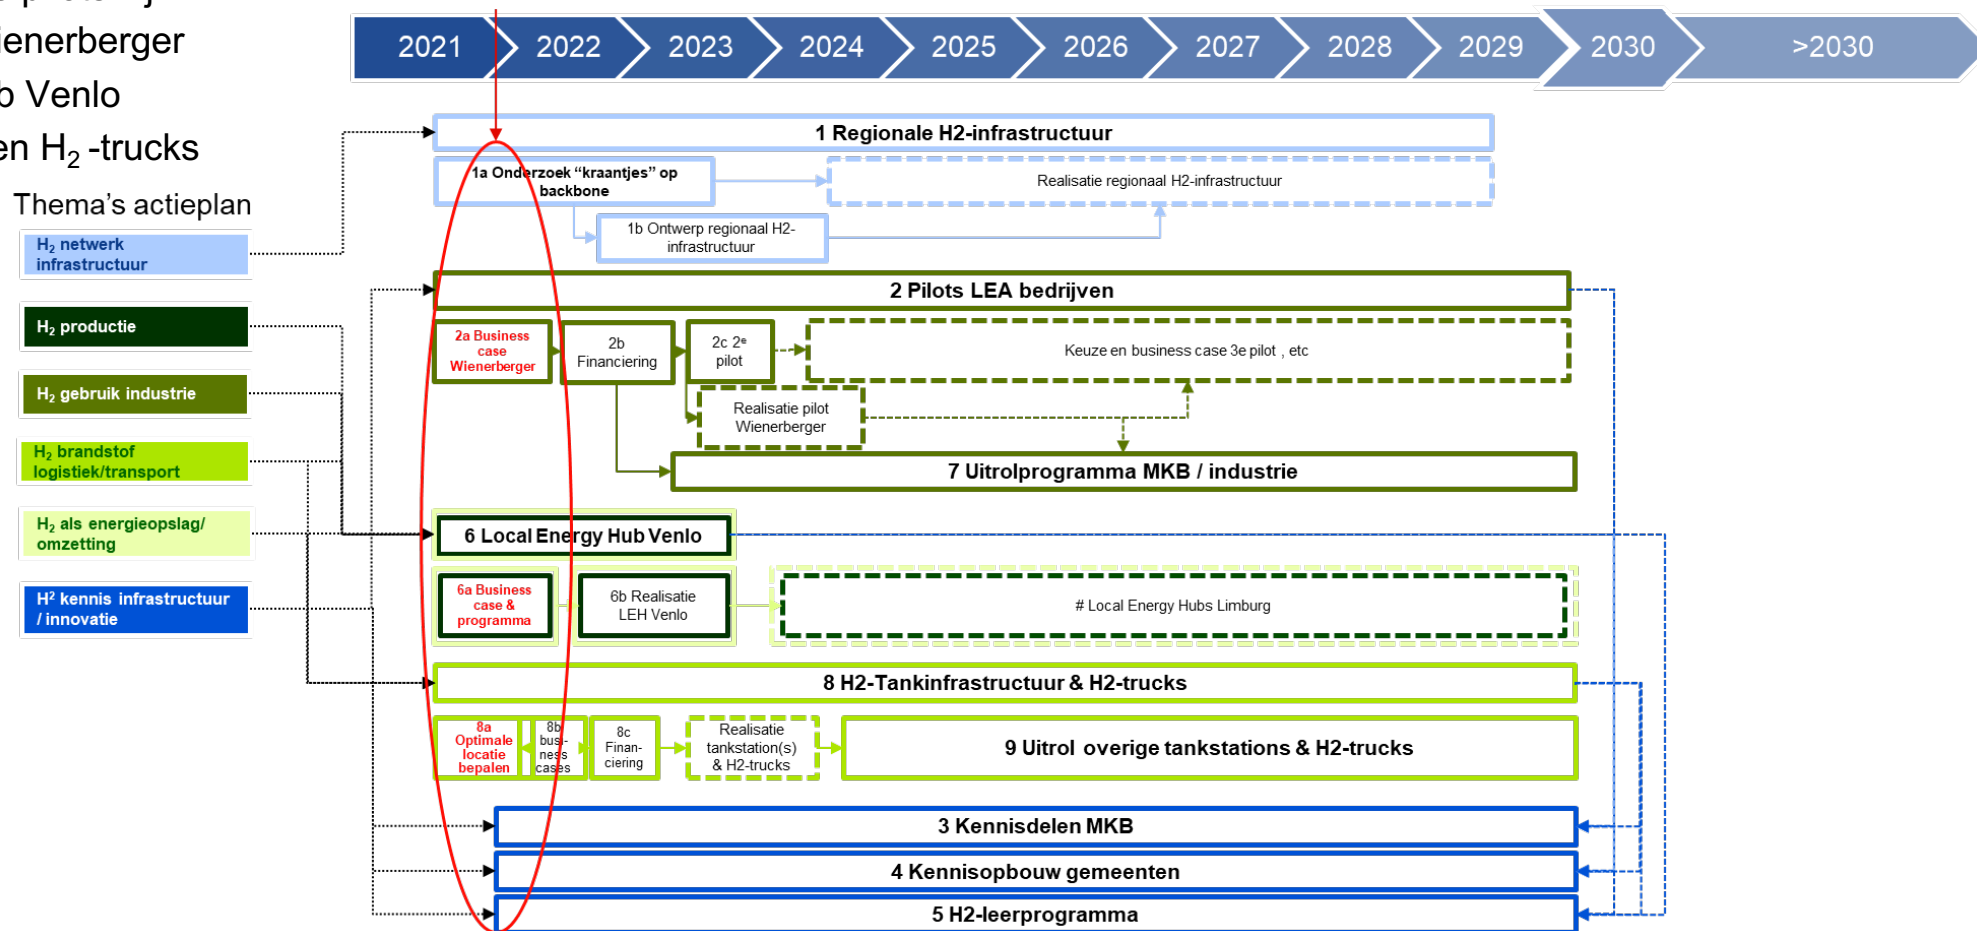 ienerberger
b Venlo
en H₂ -trucks
2021
2022
2023
2024
2025
2026
2027
2028
2029
2030
>2030
Thema’s actieplan
H₂ netwerk
infrastructuur
H₂ productie
H₂ gebruik industrie
H₂ brandstof
logistiek/transport
H₂ als energieopslag/
omzetting
H² kennis infrastructuur
/ innovatie
1 Regionale H2-infrastructuur
1a Onderzoek “kraantjes” op
backbone
Realisatie regionaal H2-infrastructuur
1b Ontwerp regionaal H2-
infrastructuur
2 Pilots LEA bedrijven
2a Business
case
Wienerberger
2b
Financiering
2c 2ᵉ
pilot
Keuze en business case 3e pilot , etc
Realisatie pilot
Wienerberger
7 Uitrolprogramma MKB / industrie
6 Local Energy Hub Venlo
6a Business
case &
programma
6b Realisatie
LEH Venlo
# Local Energy Hubs Limburg
8 H2-Tankinfrastructuur & H2-trucks
8a
Optimale
locatie
bepalen
8b
busi-
ness
cases
8c
Finan-
ciering
Realisatie
tankstation(s)
& H2-trucks
9 Uitrol overige tankstations & H2-trucks
3 Kennisdelen MKB
4 Kennisopbouw gemeenten
5 H2-leerprogramma